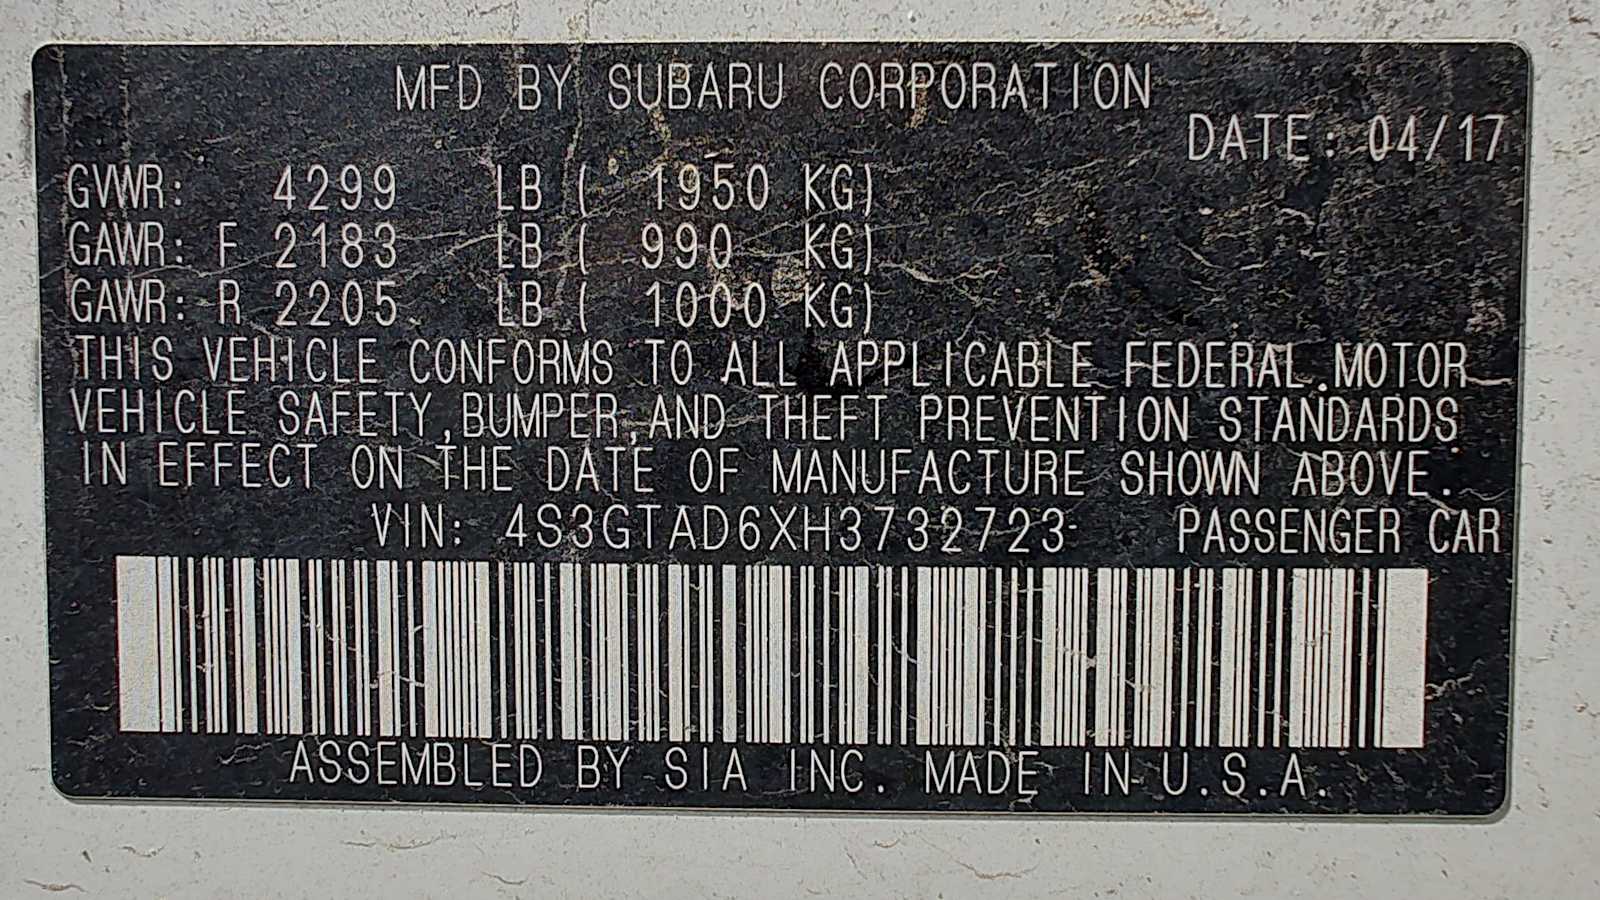 MFD BY SUBARU CORPORATION
DATE: 04/17
GVWR: 4299 LB ( 1950 KG)
GAWR: F 2183 LB ( 990 KG)
GAWR: R 2205 LB ( 1000 KG)
THIS VEHICLE CONFORMS TO ALL APPLICABLE FEDERAL MOTOR
VEHICLE SAFETY,BUMPER,AND THEFT PREVENTION STANDARDS
IN EFFECT ON THE DATE OF MANUFACTURE SHOWN ABOVE.
VIN: 4S3GTAD6XH3732723 PASSENGER CAR
ASSEMBLED BY SIA INC. MADE IN U.S.A.